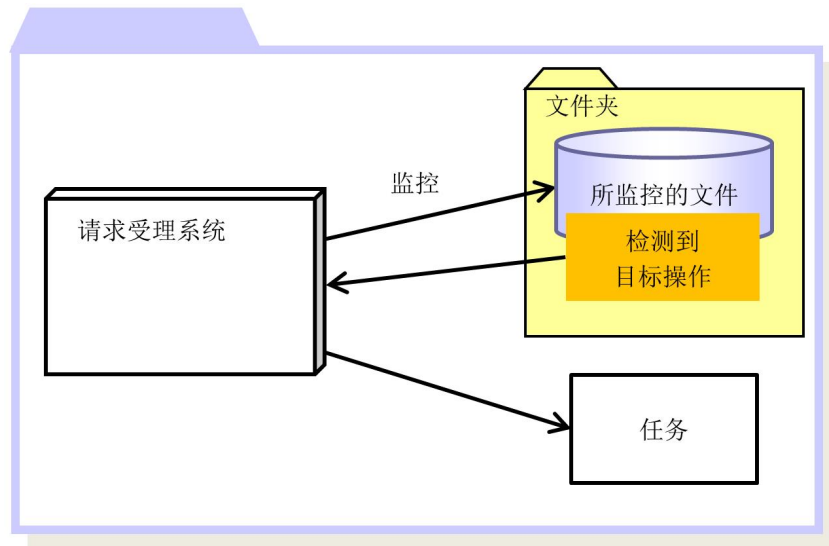 文件夹
监控
所监控的文件
请求受理系统
检测到
目标操作
任务